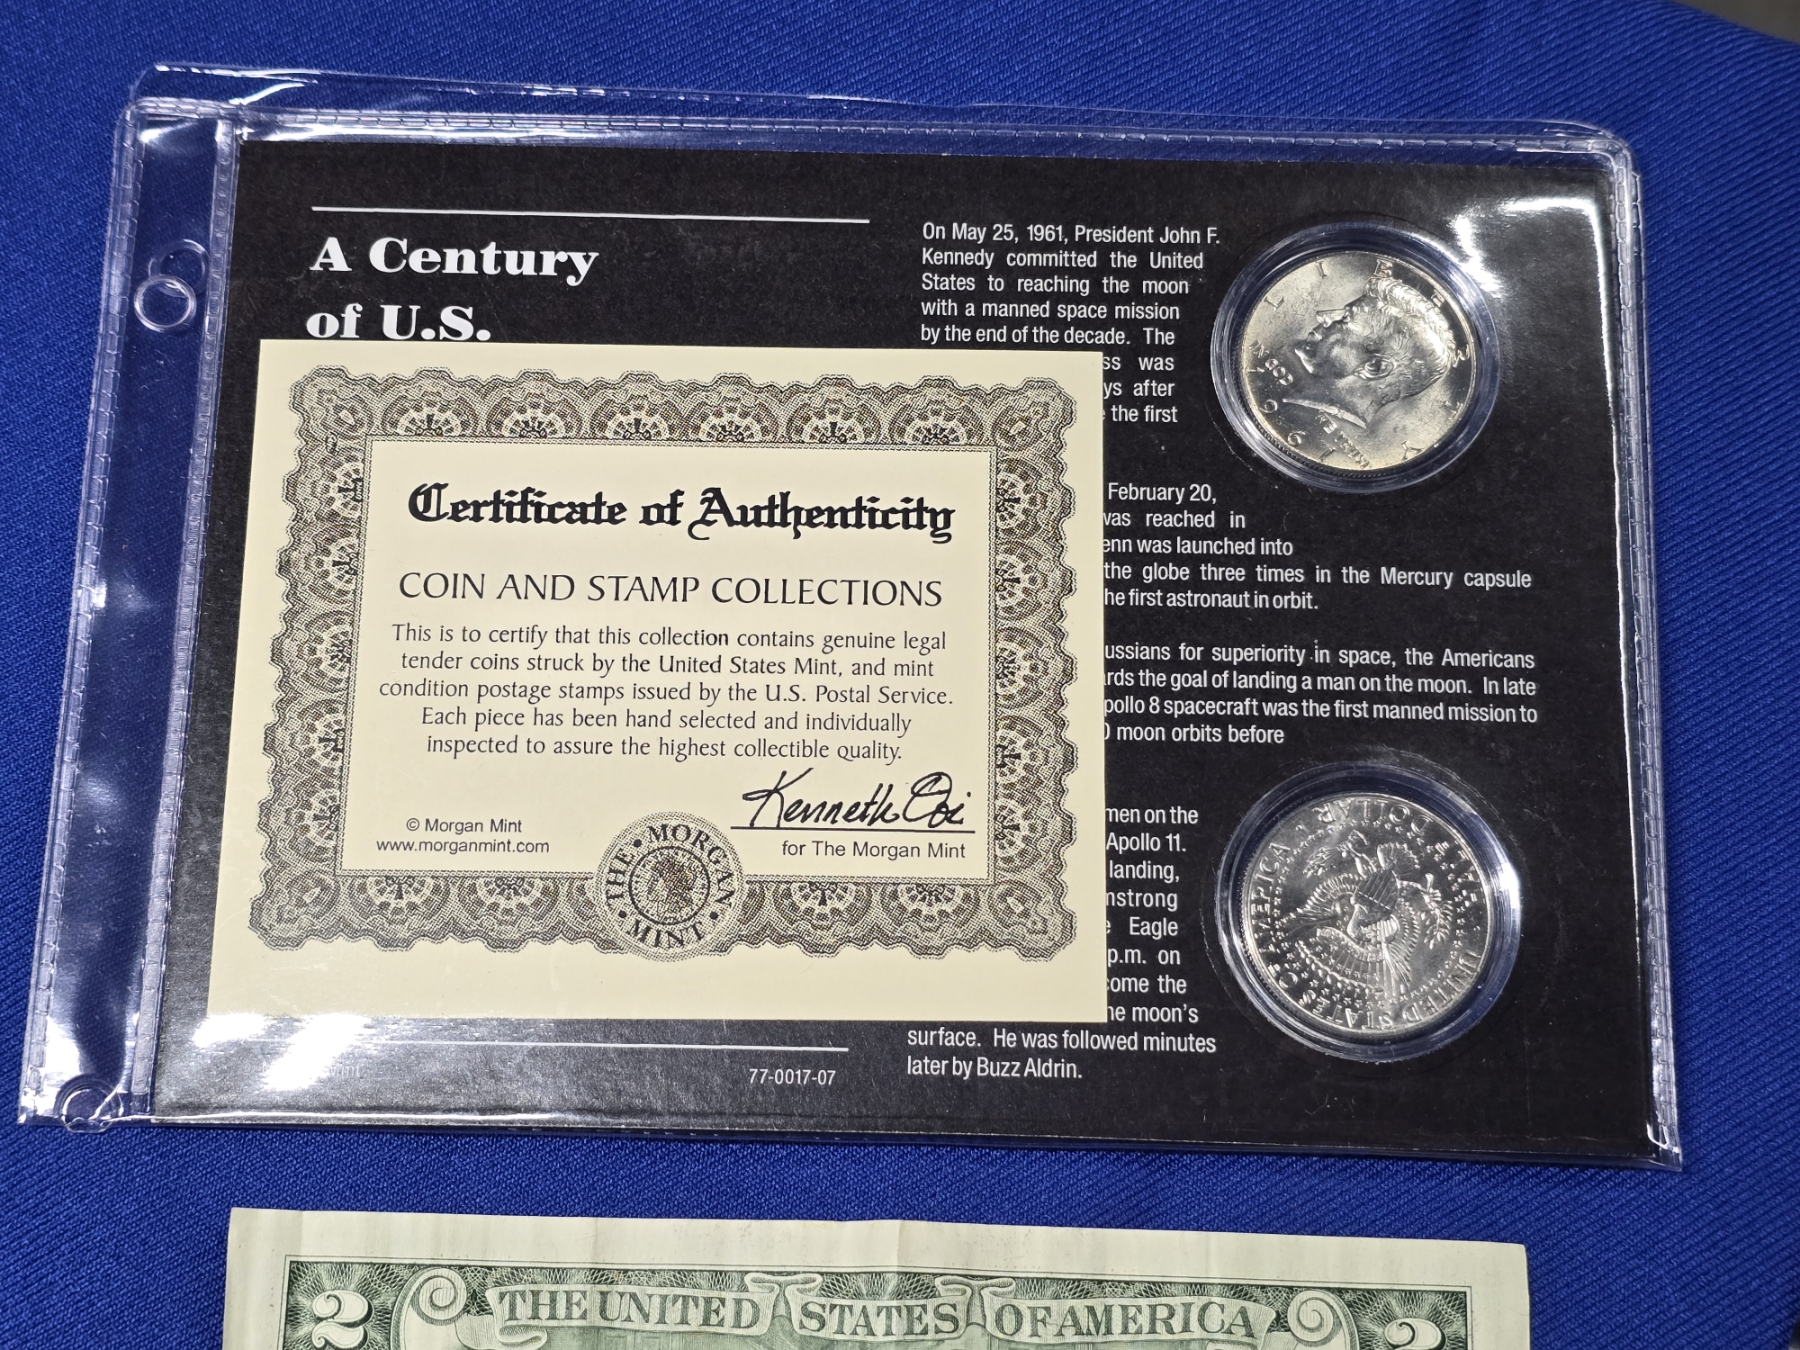 A Century
of U.S.
Certificate of Authenticity
COIN AND STAMP COLLECTIONS
This is to certify that this collection contains genuine legal
tender coins struck by the United States Mint, and mint
condition postage stamps issued by the U.S. Postal Service.
Each piece has been hand selected and individually
inspected to assure the highest collectible quality.
Kenneth
© Morgan Mint
www.morganmint.com
for The Morgan Mint
THE MORGAN MINT
77-0017-07
On May 25, 1961, President John F.
Kennedy committed the United
States to reaching the moon
with a manned space mission
by the end of the decade. The
ss was
ys after
the first
February 20,
was reached in
enn was launched into
the globe three times in the Mercury capsule
he first astronaut in orbit.
ussians for superiority in space, the Americans
rds the goal of landing a man on the moon. In late
pollo 8 spacecraft was the first manned mission to
moon orbits before
men on the
Apollo 11.
landing,
mstrong
Eagle
p.m. on
come the
he moon's
surface. He was followed minutes
later by Buzz Aldrin.
LIBERTY
UNITED STATES OF AMERICA
HALF DOLLAR
2 THE UNITED STATES OF AMERICA 2